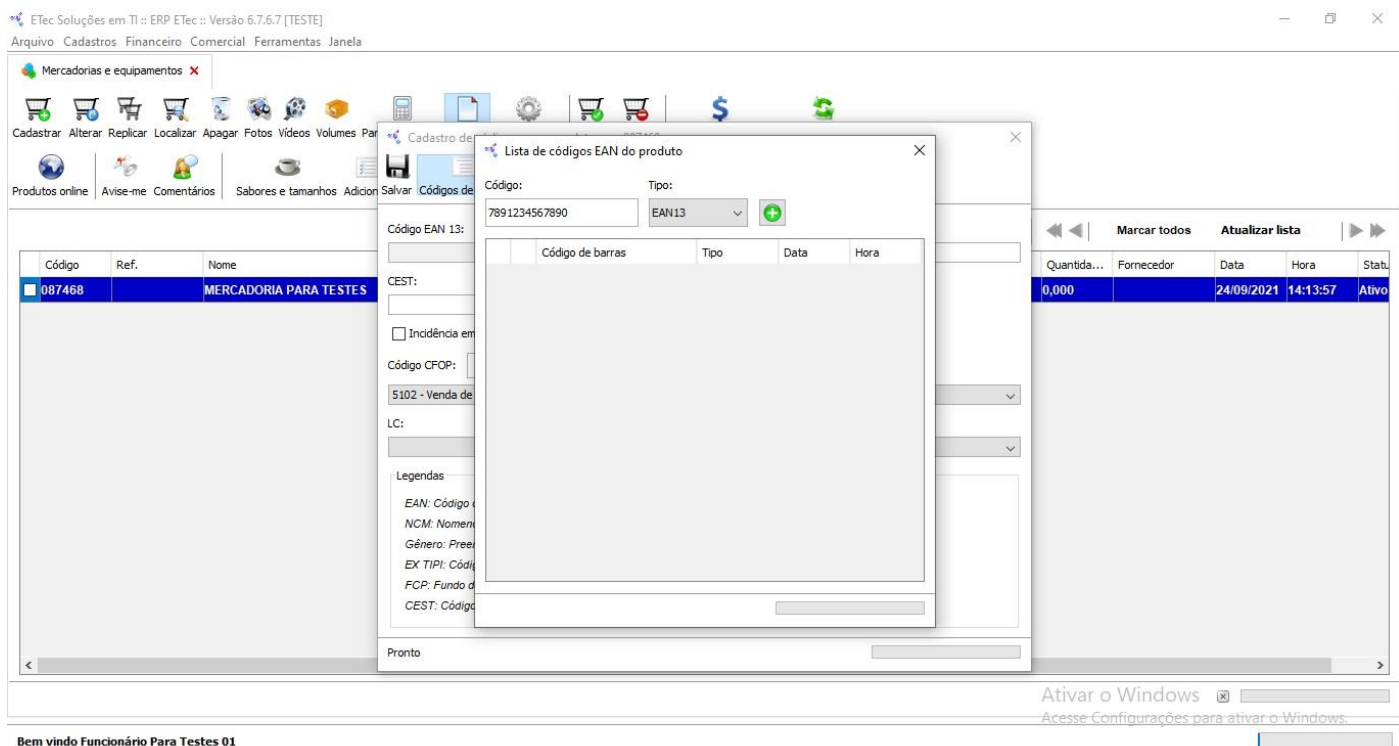 ETec Soluções em TI :: ERP ETec :: Versão 6.7.6.7 [TESTE]
Arquivo Cadastros Financeiro Comercial Ferramentas Janela
Mercadorias e equipamentos
Cadastrar Alterar Replicar Localizar Apagar Fotos Vídeos Volumes Par
Produtos online Avise-me Comentários Sabores e tamanhos Adicion
Marcar todos Atualizar lista
Código Ref. Nome Quantida... Fornecedor Data Hora Statu
087468 MERCADORIA PARA TESTES 0,000 24/09/2021 14:13:57 Ativo
Cadastro de
Salvar Códigos de
Código EAN 13:
CEST:
Incidência em
Código CFOP:
5102 - Venda de
LC:
Legendas
EAN: Código
NCM: Nomen
Gênero: Pree
EX TIPI: Códi
FCP: Fundo d
CEST: Código
Pronto
Lista de códigos EAN do produto
Código: Tipo:
7891234567890 EAN13
Código de barras Tipo Data Hora
Ativar o Windows
Acesse Configurações para ativar o Windows.
Bem vindo Funcionário Para Testes 01